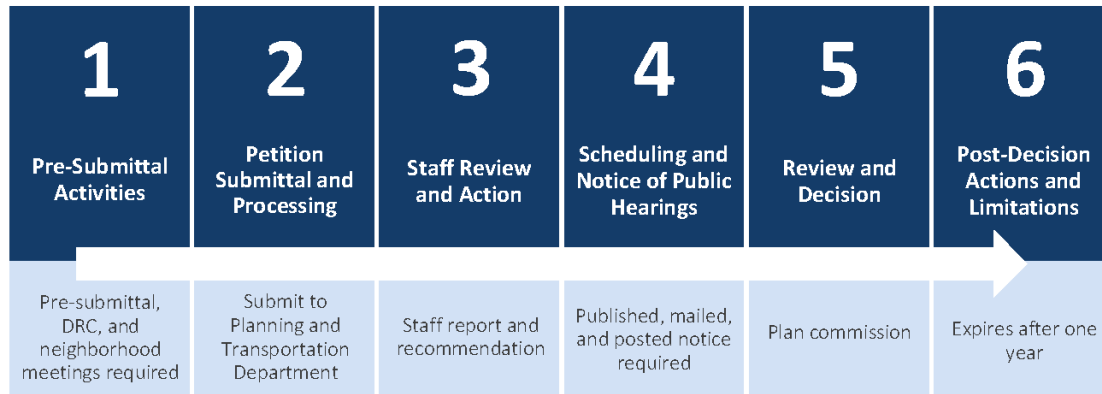 1
Pre-Submittal
Activities
Pre-submittal,
DRC, and
neighborhood
meetings required
2
Petition
Submittal and
Processing
Submit to
Planning and
Transportation
Department
3
Staff Review
and Action
Staff report and
recommendation
4
Scheduling and
Notice of Public
Hearings
Published, mailed,
and posted notice
required
5
Review and
Decision
Plan commission
6
Post-Decision
Actions and
Limitations
Expires after one
year